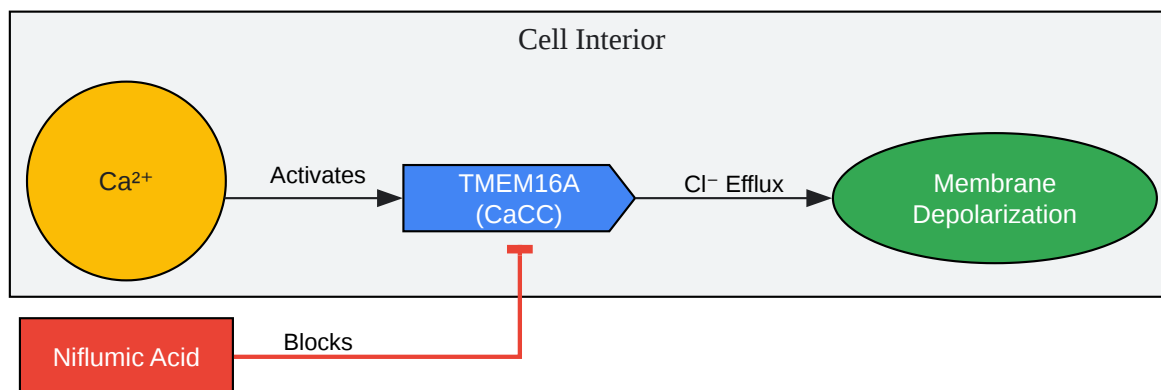 Cell Interior
Ca²⁺
Activates
TMEM16A
(CaCC)
Cl⁻ Efflux
Membrane
Depolarization
Niflumic Acid
Blocks